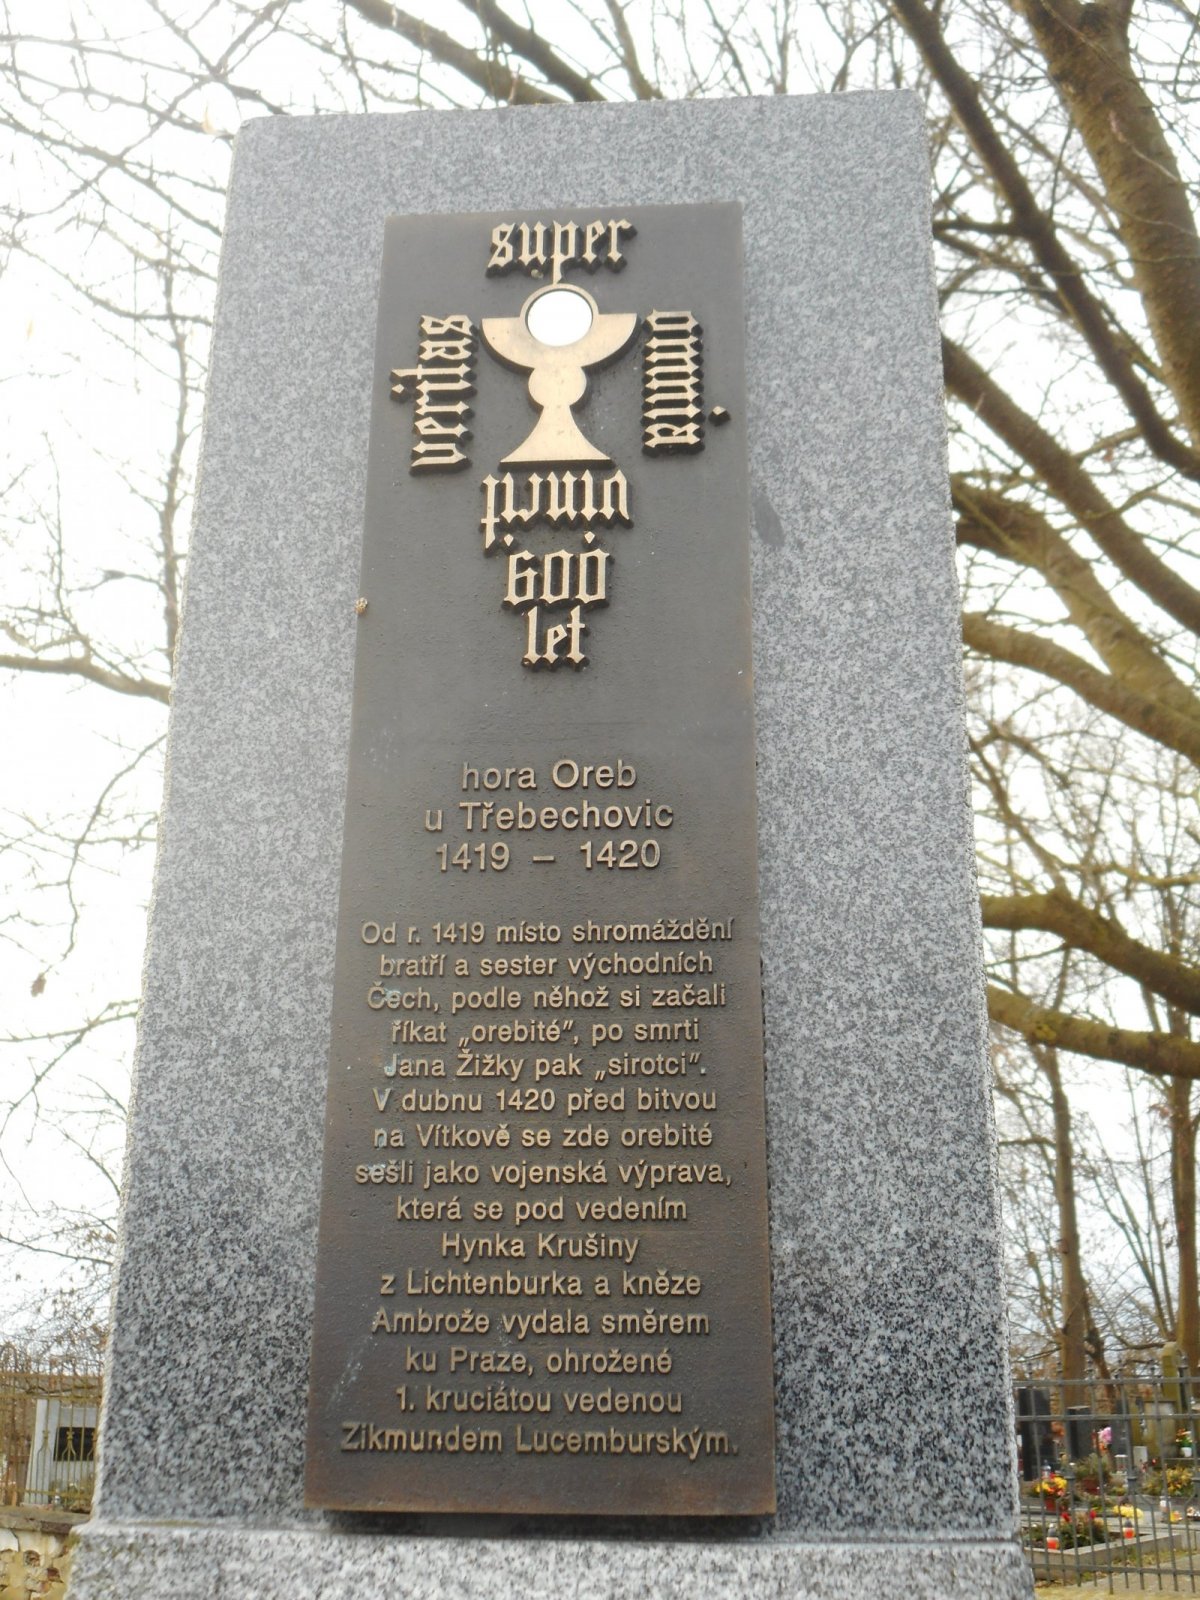 veritas
super
omnia
vincit
600
let
hora Oreb
u Třebechovic
1419 – 1420
Od r. 1419 místo shromáždění
bratří a sester východních
Čech, podle něhož si začali
říkat „orebité”, po smrti
Jana Žižky pak „sirotci”.
V dubnu 1420 před bitvou
na Vítkově se zde orebité
sešli jako vojenská výprava,
která se pod vedením
Hynka Krušiny
z Lichtenburka a kněze
Ambrože vydala směrem
ku Praze, ohrožené
1. kruciátou vedenou
Zikmundem Lucemburským.